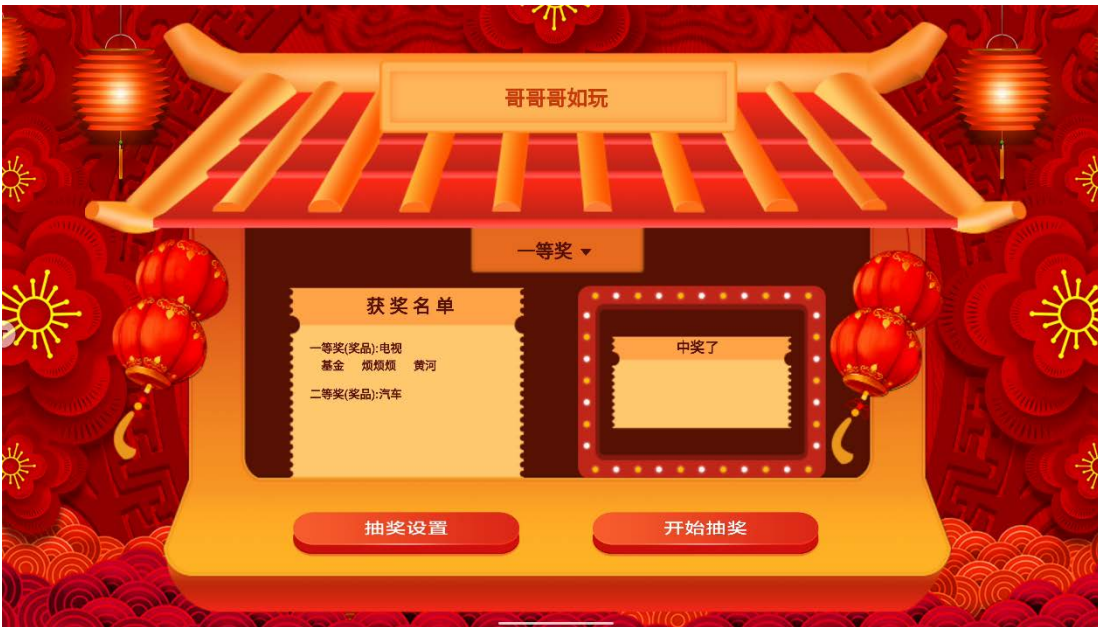 哥哥哥如玩
一等奖
获奖名单
一等奖(奖品):电视
基金 烦烦烦 黄河
二等奖(奖品):汽车
中奖了
抽奖设置
开始抽奖